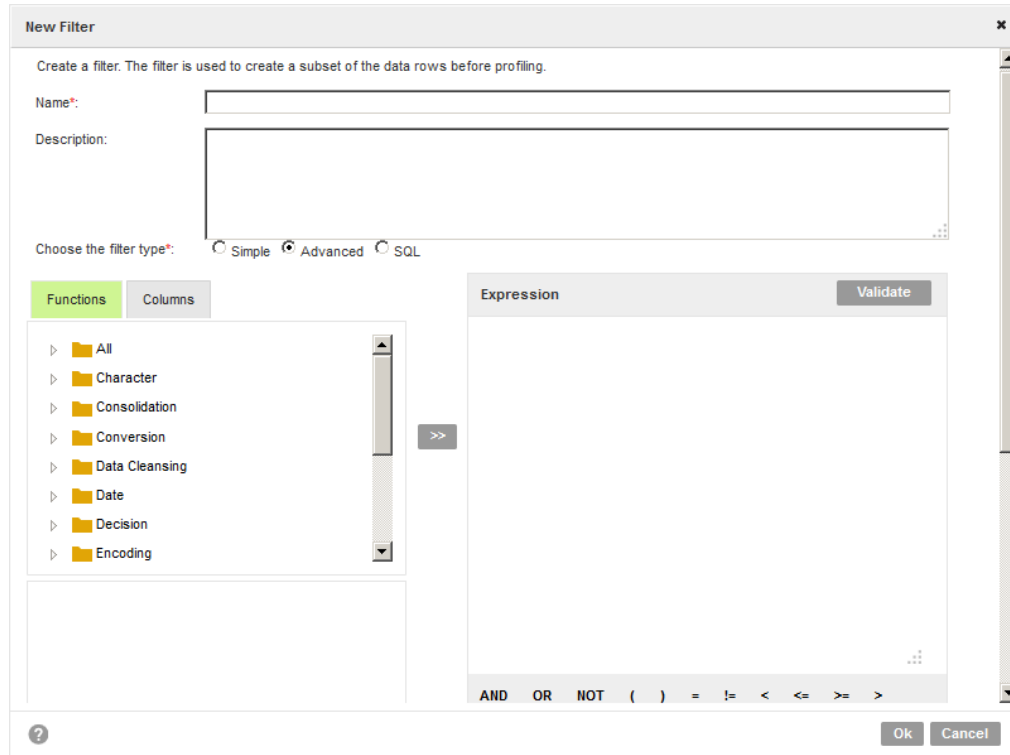 New Filter
Create a filter. The filter is used to create a subset of the data rows before profiling.
Name*:
Description:
Choose the filter type*: Simple Advanced SQL
Functions Columns
All
Character
Consolidation
Conversion
Data Cleansing
Date
Decision
Encoding
>>
Expression Validate
AND OR NOT ( ) = != < <= >= >
? Ok Cancel